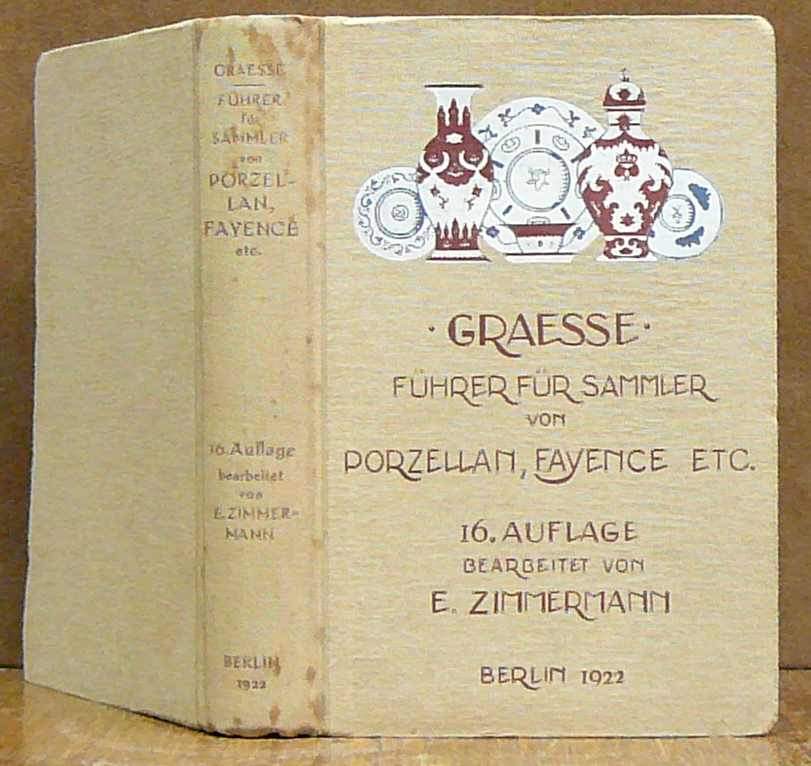 GRAESSE
FÜHRER
für
SAMMLER
von
PORZEL-
LAN,
FAYENCE
etc.
16. Auflage
bearbeitet
von
E. ZIMMER-
MANN
BERLIN
1922
· GRAESSE ·
FÜHRER FÜR SAMMLER
VON
PORZELLAN, FAYENCE ETC.
16. AUFLAGE
BEARBEITET VON
E. ZIMMERMANN
BERLIN 1922